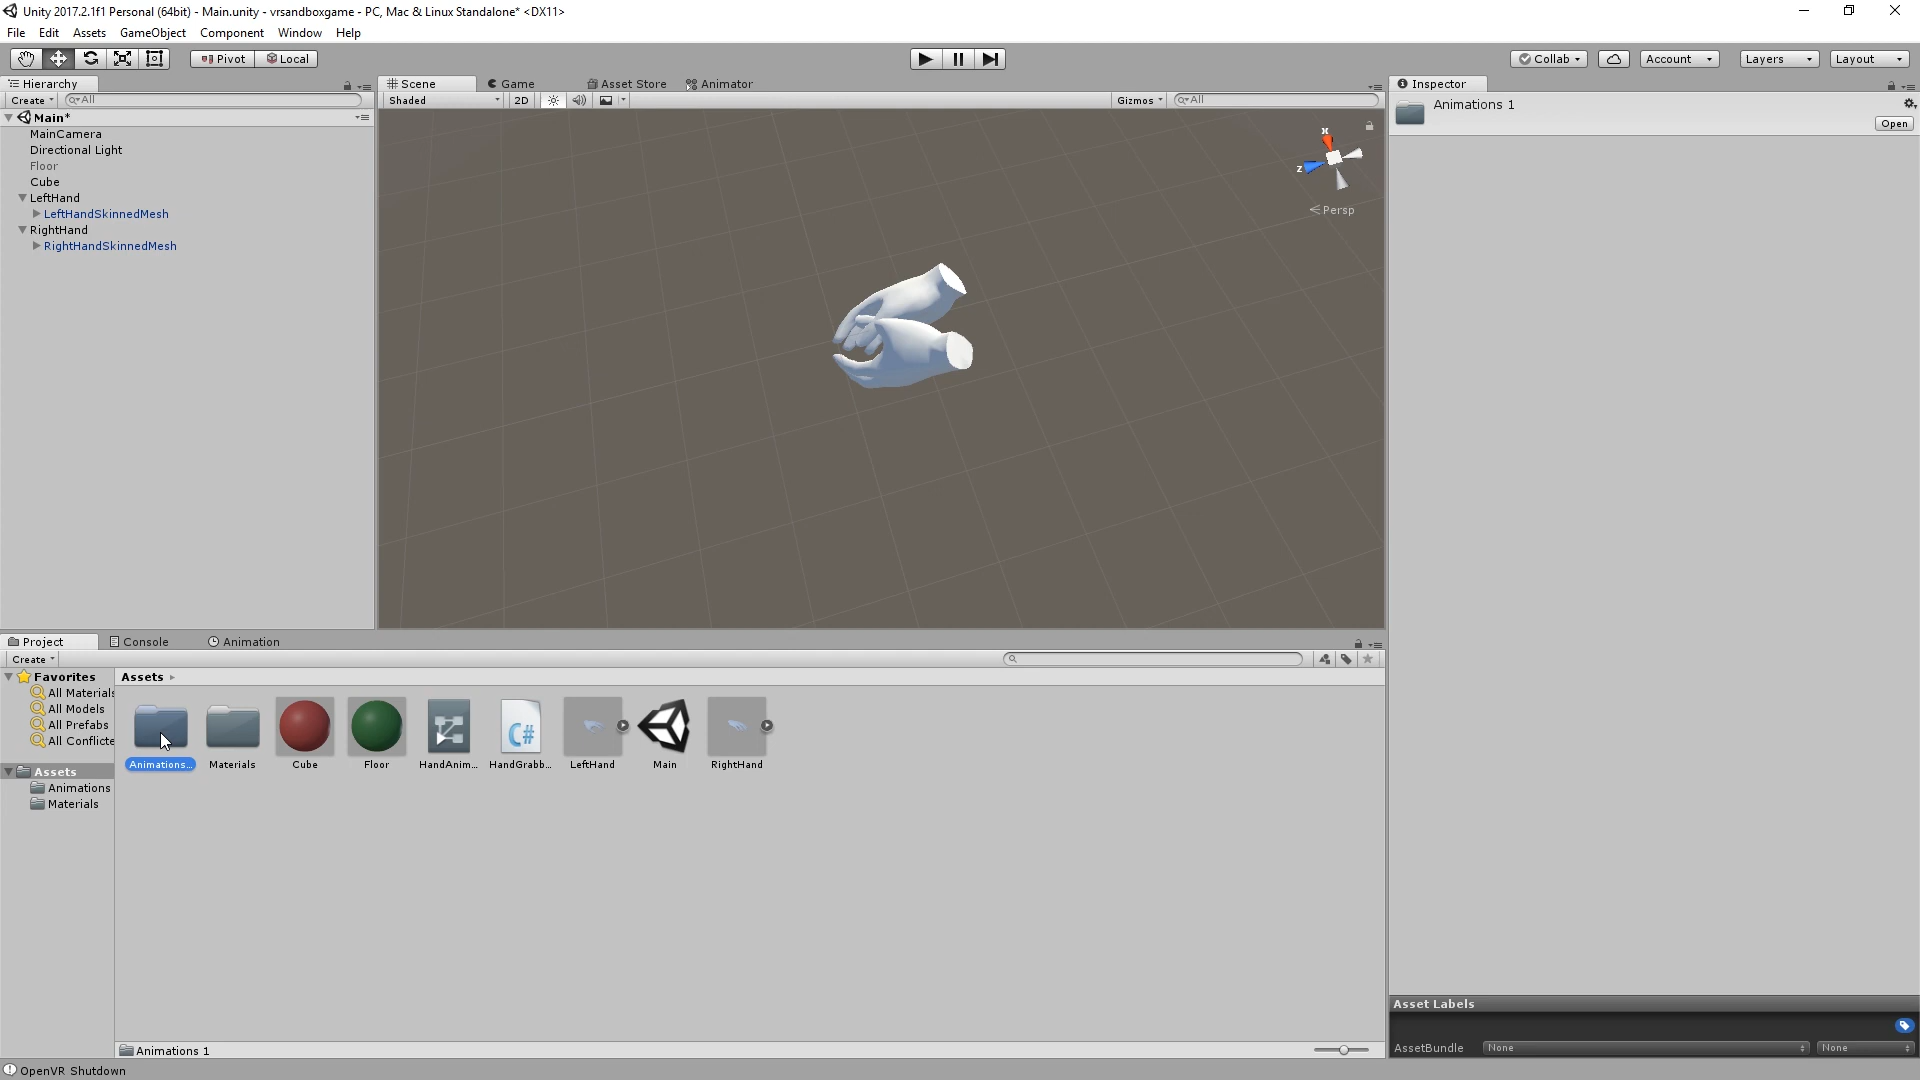 Unity 2017.2.1f1 Personal (64bit) - Main.unity - vrsandboxgame - PC, Mac & Linux Standalone* <DX11>
File Edit Assets GameObject Component Window Help
Pivot Local Collab Account Layers Layout
Hierarchy
Create All
Main*
MainCamera
Directional Light
Floor
Cube
LeftHand
LeftHandSkinnedMesh
RightHand
RightHandSkinnedMesh
Scene Game Asset Store Animator
Shaded 2D Gizmos All
x
z
Persp
Inspector
Animations 1
Open
Project Console Animation
Create
Favorites
All Materials
All Models
All Prefabs
All Conflicte
Assets
Animations
Materials
Assets
C#
Animations... Materials Cube Floor HandAnim... HandGrabb... LeftHand Main RightHand
Animations 1
Asset Labels
AssetBundle None None
OpenVR Shutdown